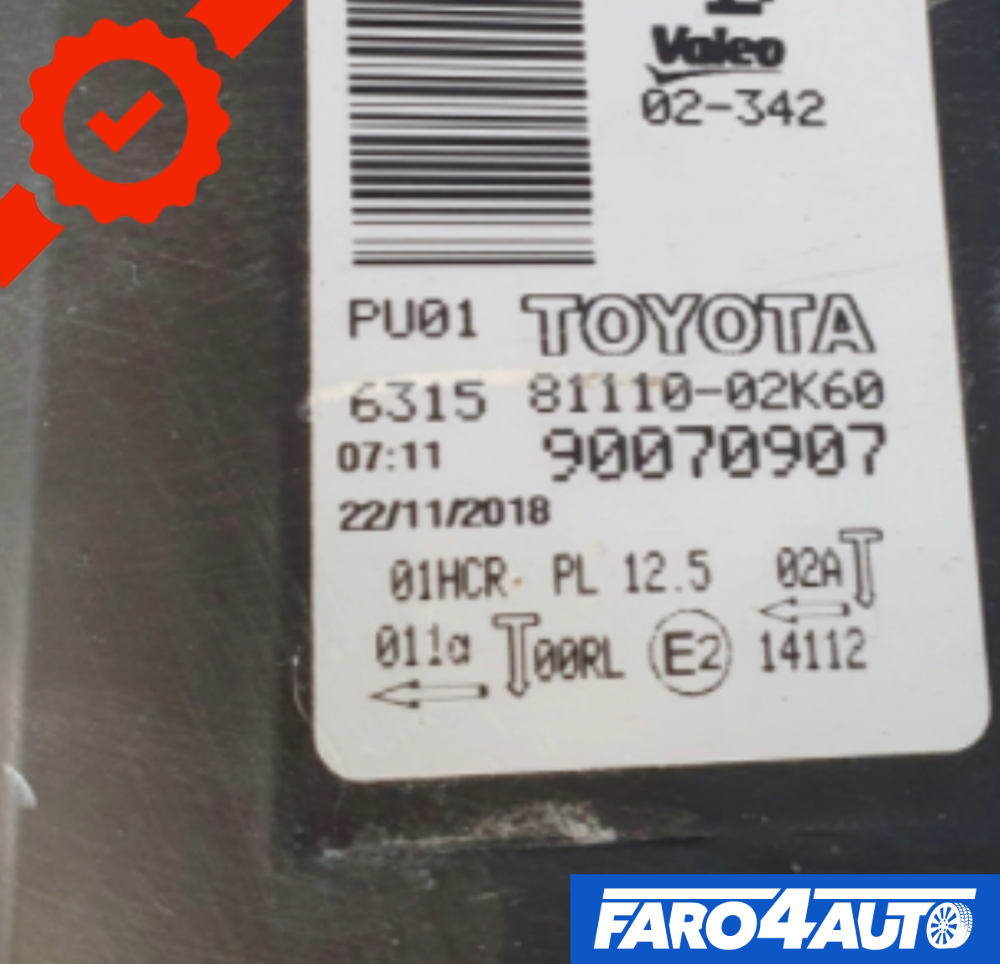 Valeo
02-342
PU01 TOYOTA
6315 81110-02K60
07:11 90070907
22/11/2018
01HCR PL 12.5 02A
011a 00RL E2 14112
FARO4AUTO